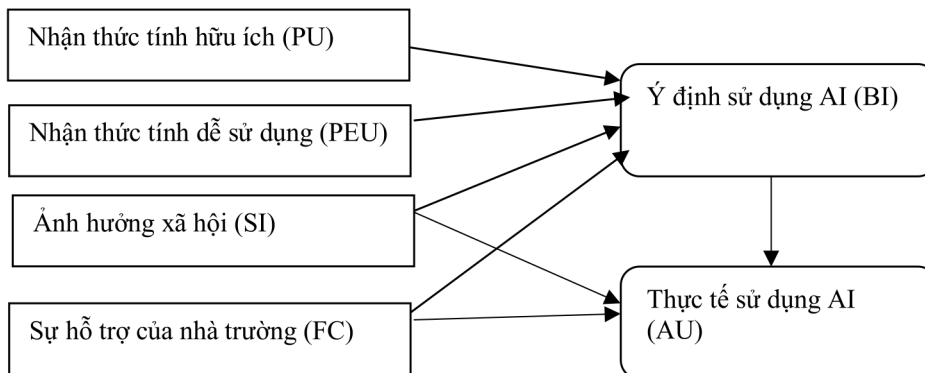 Nhận thức tính hữu ích (PU)
Nhận thức tính dễ sử dụng (PEU)
Ảnh hưởng xã hội (SI)
Sự hỗ trợ của nhà trường (FC)
Ý định sử dụng AI (BI)
Thực tế sử dụng AI
(AU)